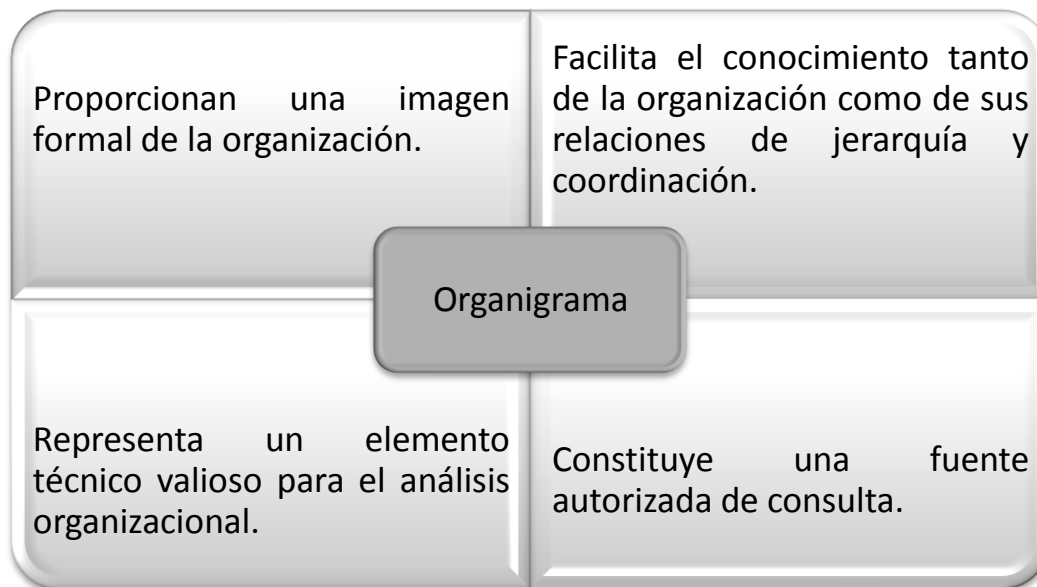 Proporcionan una imagen
formal de la organización.
Facilita el conocimiento tanto
de la organización como de sus
relaciones de jerarquía y
coordinación.
Organigrama
Representa un elemento
técnico valioso para el análisis
organizacional.
Constituye una fuente
autorizada de consulta.